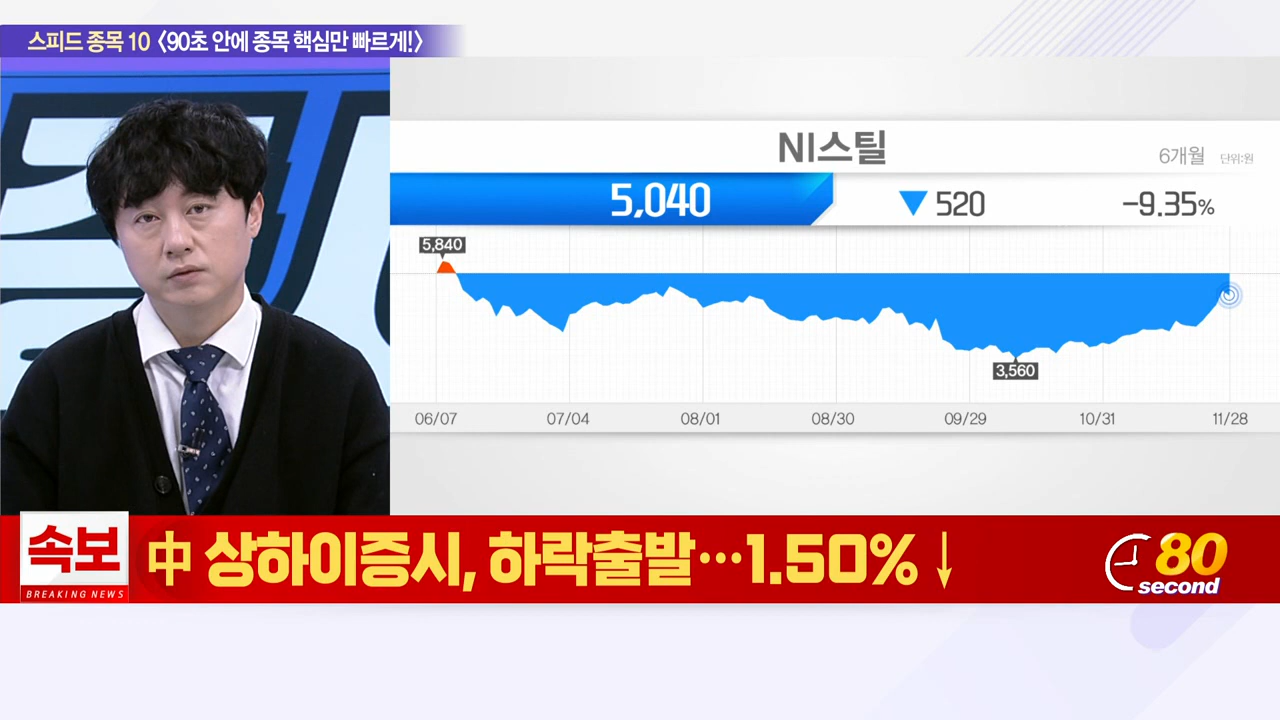 스피드 종목 10 〈90초 안에 종목 핵심만 빠르게!〉
NI스틸
6개월 단위:원
5,040 ▼ 520 -9.35%
5,840
3,560
06/07 07/04 08/01 08/30 09/29 10/31 11/28
속보
BREAKING NEWS
中 상하이증시, 하락출발…1.50%↓
80
second